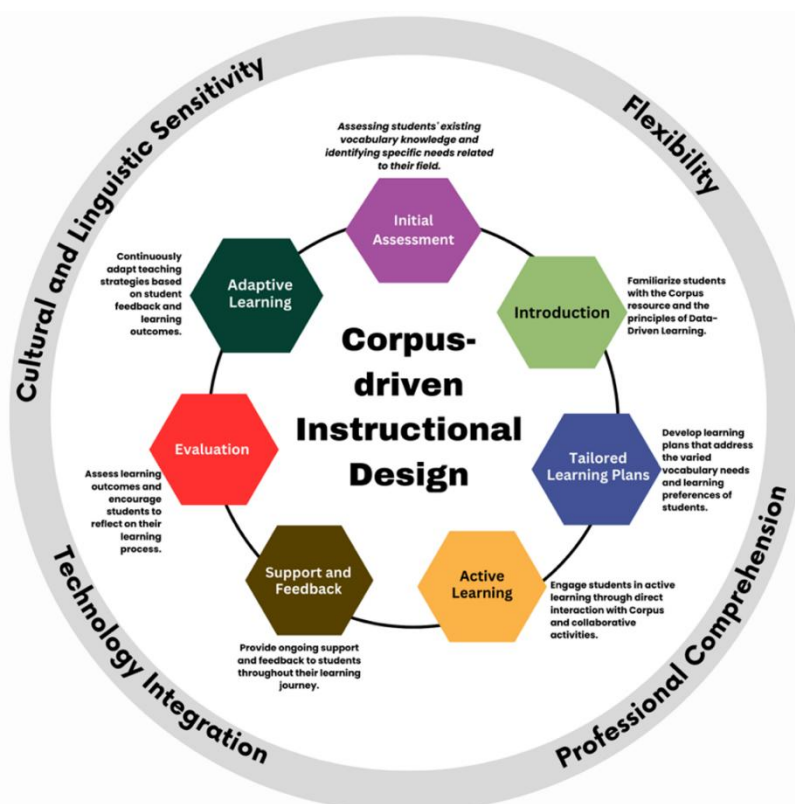 Cultural and Linguistic Sensitivity
Flexibility
Assessing students' existing
vocabulary knowledge and
identifying specific needs related
to their field.
Initial
Assessment
Continuously
adapt teaching
strategies based
on student
feedback and
learning
outcomes.
Adaptive
Learning
Introduction
Familiarize students
with the Corpus
resource and the
principles of Data-
Driven Learning.
Corpus-
driven
Instructional
Design
Evaluation
Assess learning
outcomes and
encourage
students to
reflect on their
learning
process.
Tailored
Learning Plans
Develop learning
plans that address
the varied
vocabulary needs
and learning
preferences of
students.
Support and
Feedback
Provide ongoing support
and feedback to students
throughout their learning
journey.
Active
Learning
Engage students in active
learning through direct
interaction with Corpus
and collaborative
activities.
Technology Integration
Professional Comprehension